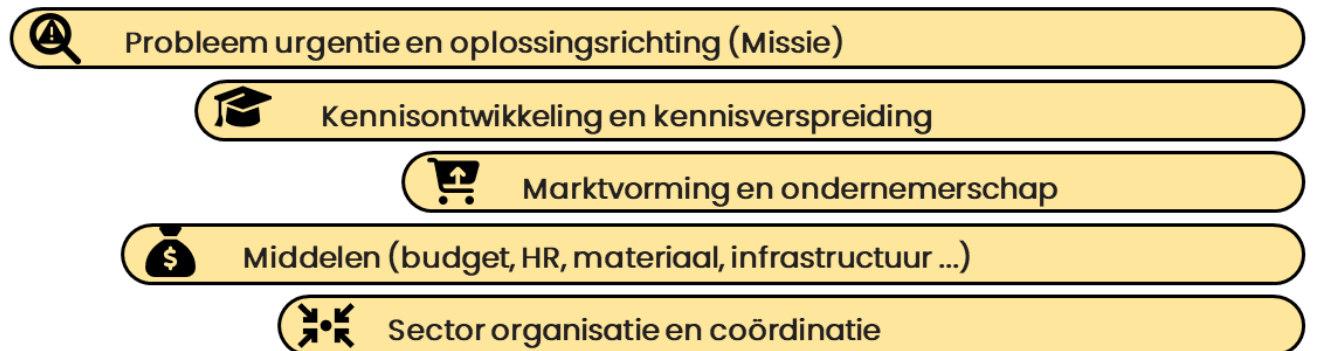 Probleem urgentie en oplossingsrichting (Missie)
Kennisontwikkeling en kennisverspreiding
Marktvorming en ondernemerschap
$ Middelen (budget, HR, materiaal, infrastructuur ...)
Sector organisatie en coördinatie